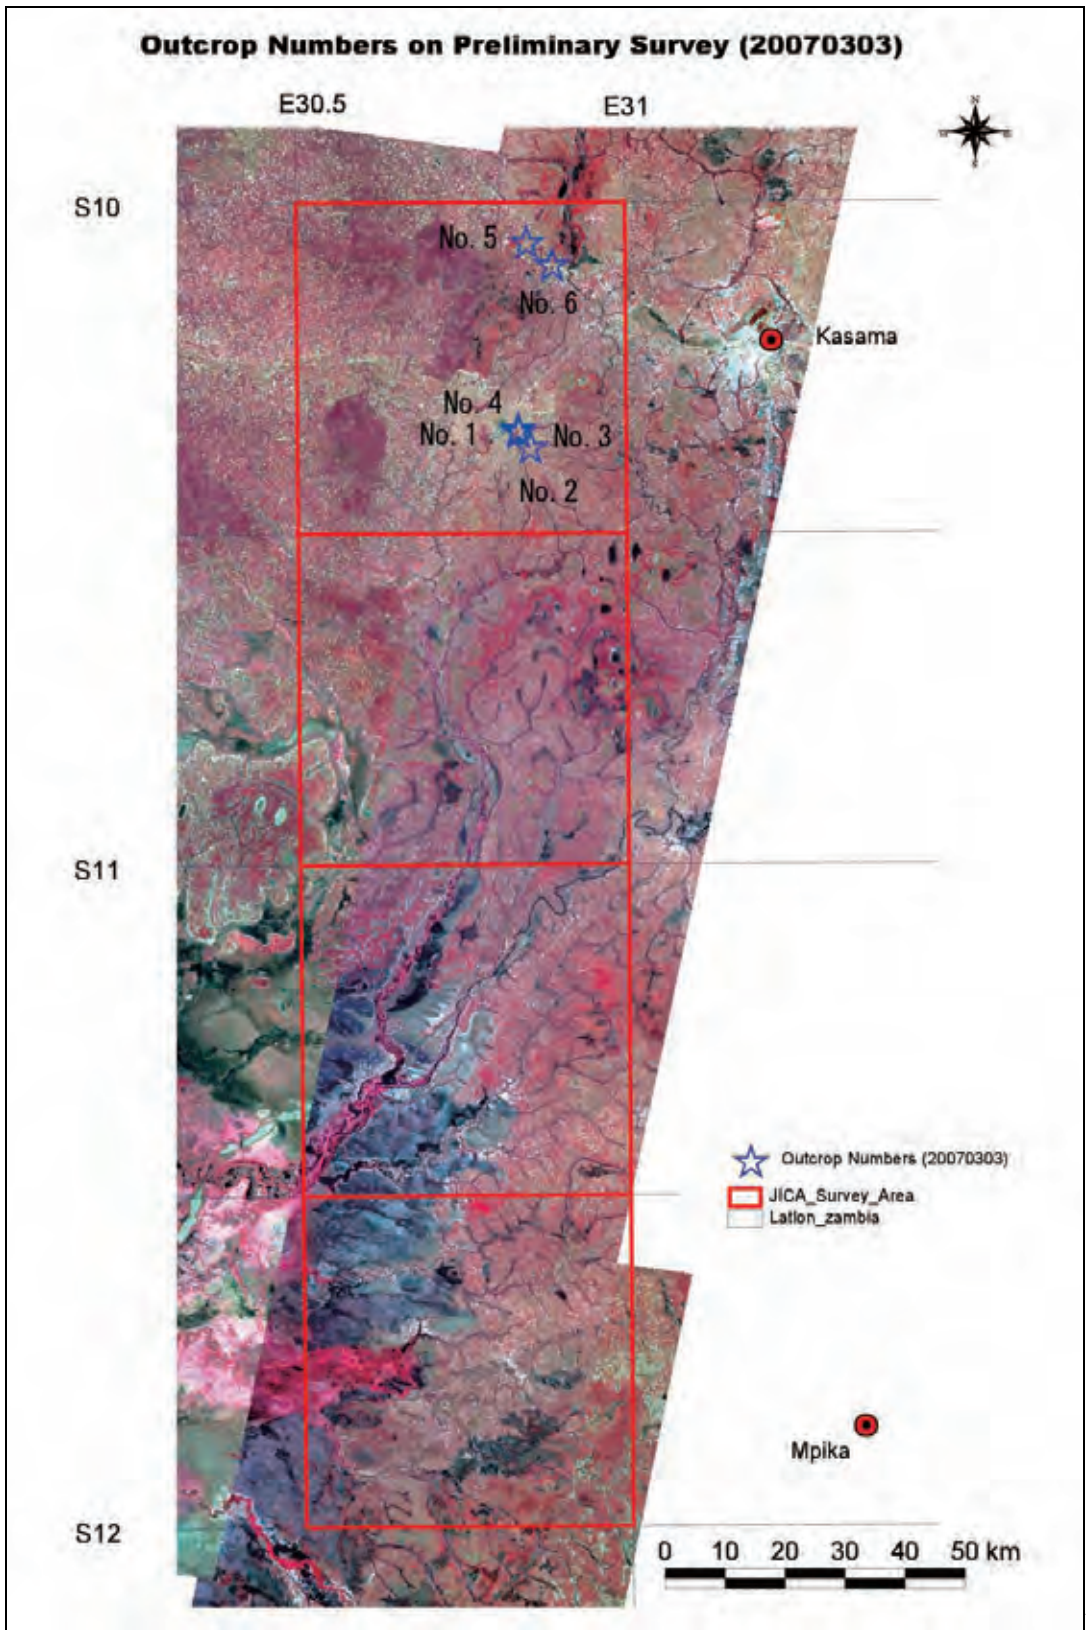 Outcrop Numbers on Preliminary Survey (20070303)
E30.5 E31
N
S10
No. 5
No. 6
Kasama
No. 4
No. 1 No. 3
No. 2
S11
Outcrop Numbers (20070303)
JICA_Survey_Area
Latlon_zambia
Mpika
S12
0 10 20 30 40 50 km